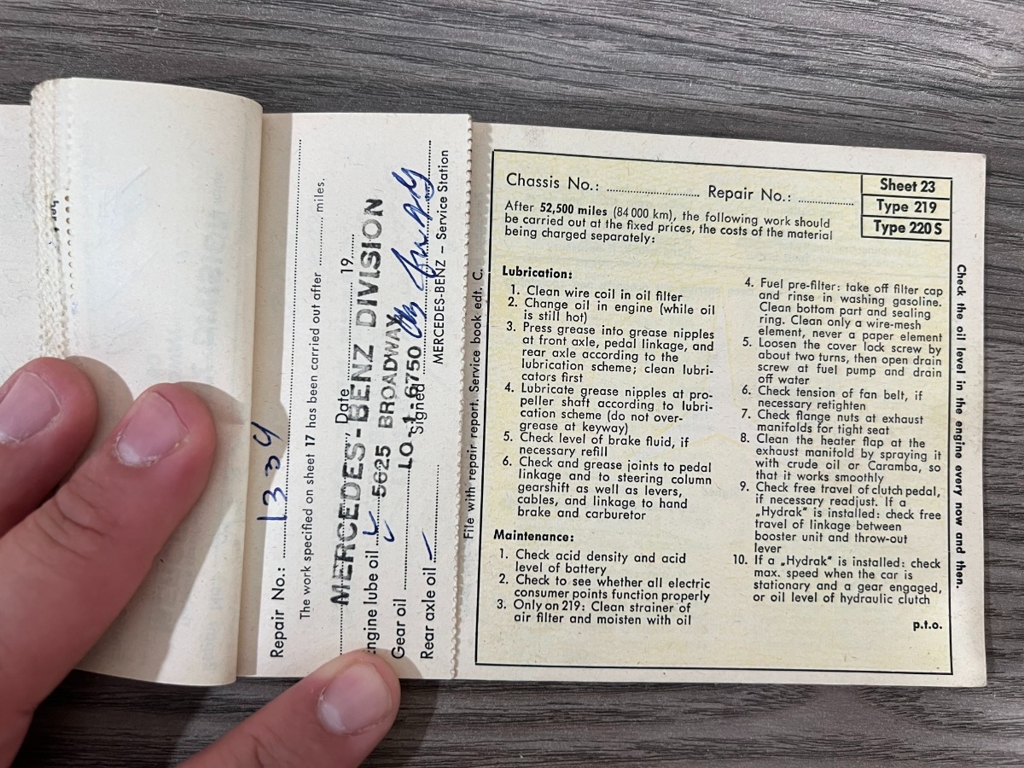 Repair No.: 1334
The work specified on sheet 17 has been carried out after miles.
Date 19
MERCEDES-BENZ DIVISION
5625 BROADWAY
LO. 1-6750
Engine lube oil
Gear oil
Signed
Rear axle oil
MERCEDES-BENZ – Service Station
File with repair report. Service book edt. C.
Chassis No.: Repair No.:
Sheet 23
Type 219
Type 220 S
After 52,500 miles (84 000 km), the following work should
be carried out at the fixed prices, the costs of the material
being charged separately:
Lubrication:
1. Clean wire coil in oil filter
2. Change oil in engine (while oil
is still hot)
3. Press grease into grease nipples
at front axle, pedal linkage, and
rear axle according to the
lubrication scheme; clean lubri-
cators first
4. Lubricate grease nipples at pro-
peller shaft according to lubri-
cation scheme (do not over-
grease at keyway)
5. Check level of brake fluid, if
necessary refill
6. Check and grease joints to pedal
linkage and to steering column
gearshift as well as levers,
cables, and linkage to hand
brake and carburetor
Maintenance:
1. Check acid density and acid
level of battery
2. Check to see whether all electric
consumer points function properly
3. Only on 219: Clean strainer of
air filter and moisten with oil
4. Fuel pre-filter: take off filter cap
and rinse in washing gasoline.
Clean bottom part and sealing
ring. Clean only a wire-mesh
element, never a paper element
5. Loosen the cover lock screw by
about two turns, then open drain
screw at fuel pump and drain
off water
6. Check tension of fan belt, if
necessary retighten
7. Check flange nuts at exhaust
manifolds for tight seat
8. Clean the heater flap at the
exhaust manifold by spraying it
with crude oil or Caramba, so
that it works smoothly
9. Check free travel of clutch pedal,
if necessary readjust. If a
„Hydrak" is installed: check free
travel of linkage between
booster unit and throw-out
lever
10. If a „Hydrak" is installed: check
max. speed when the car is
stationary and a gear engaged,
or oil level of hydraulic clutch
p.t.o.
Check the oil level in the engine every now and then.